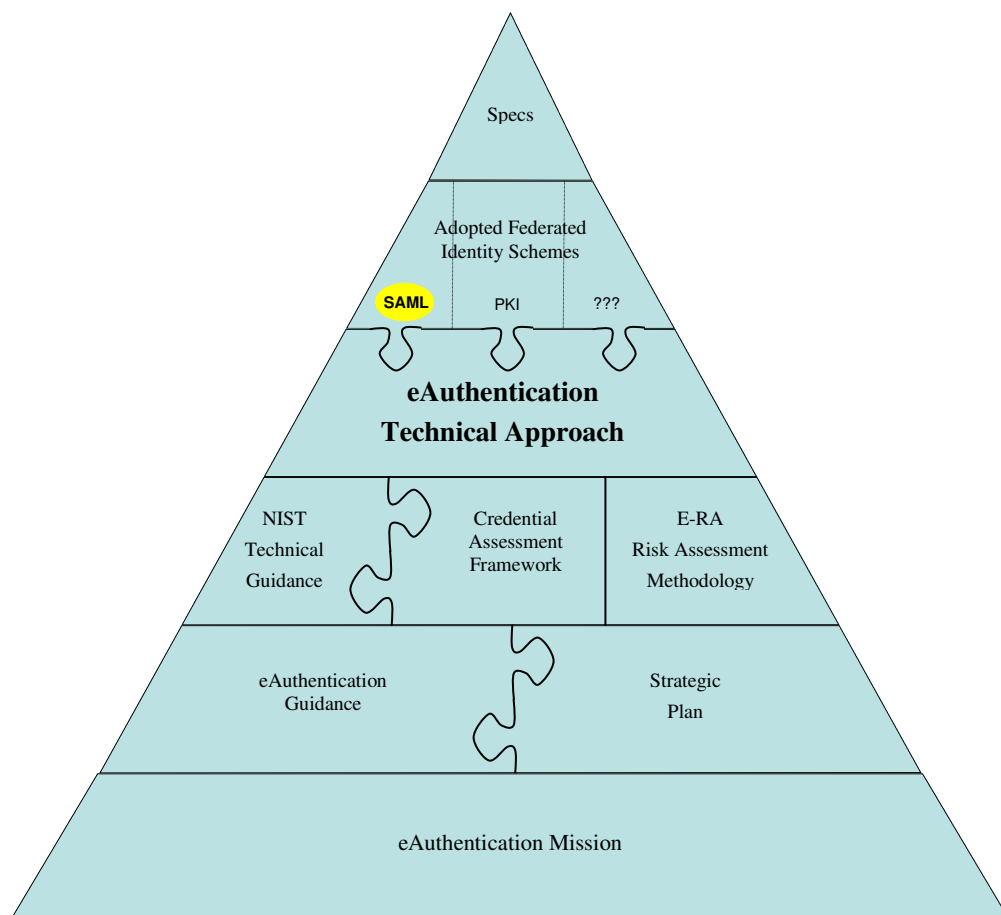 Specs
Adopted Federated
Identity Schemes
SAML PKI ???
eAuthentication
Technical Approach
NIST
Technical
Guidance
Credential
Assessment
Framework
E-RA
Risk Assessment
Methodology
eAuthentication
Guidance
Strategic
Plan
eAuthentication Mission